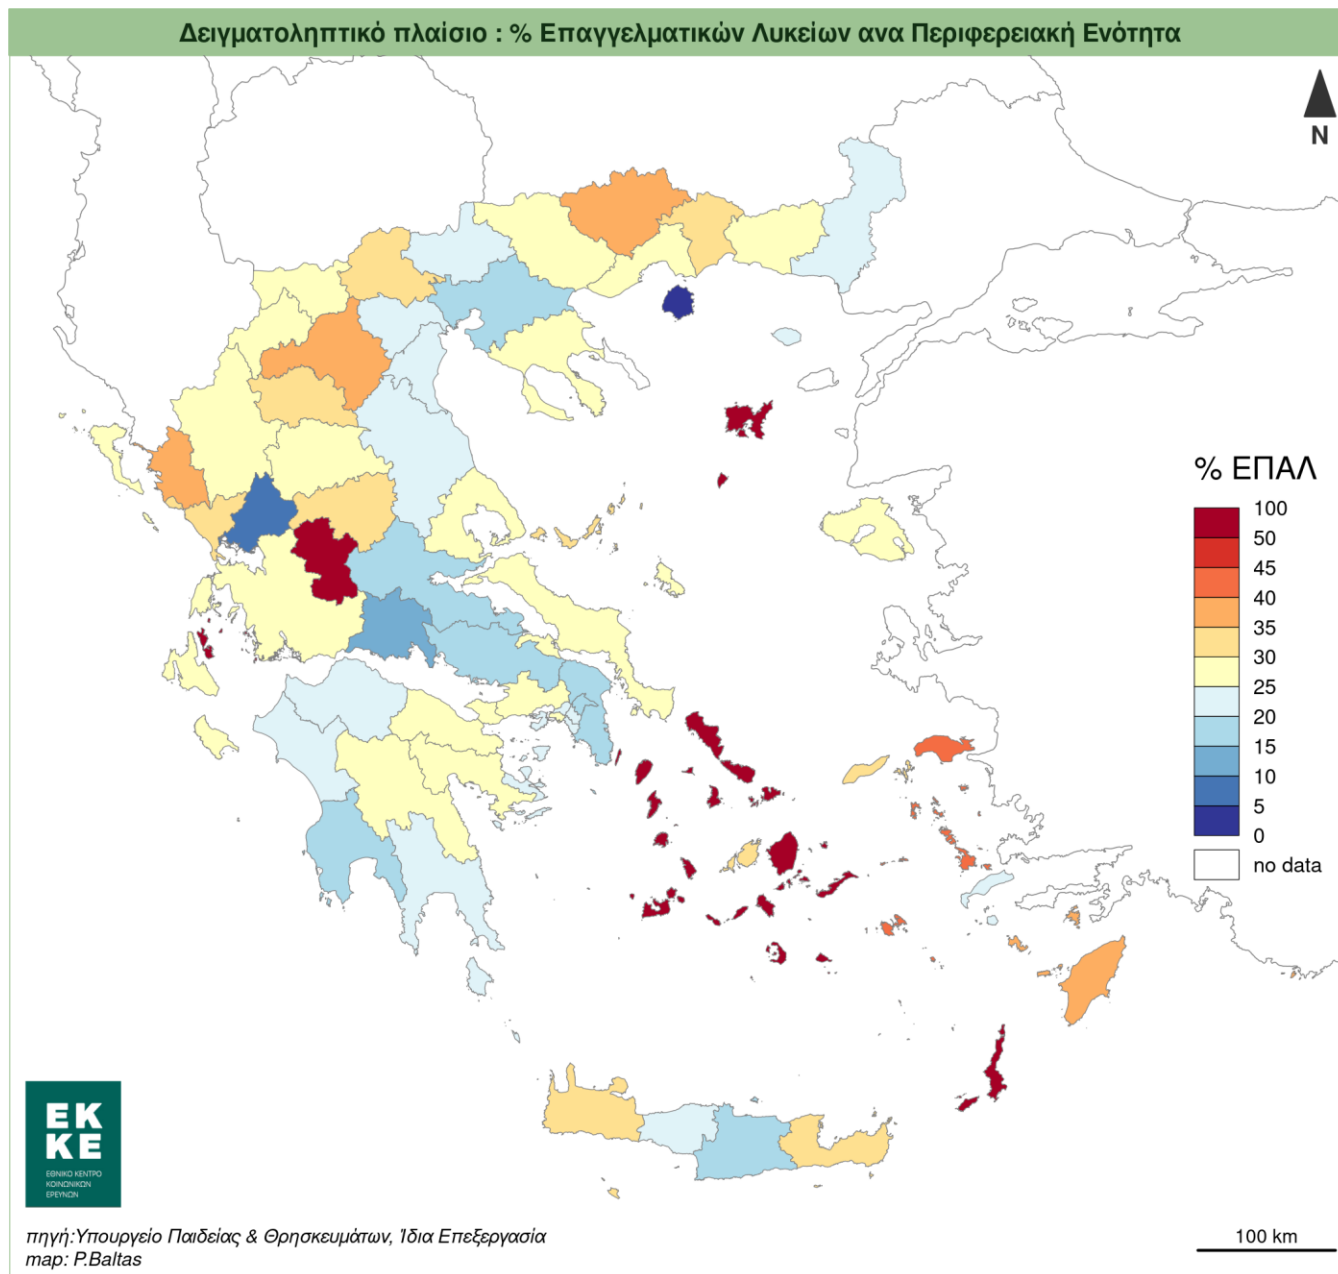 Δειγματοληπτικό πλαίσιο : % Επαγγελματικών Λυκείων ανα Περιφερειακή Ενότητα
N
% ΕΠΑΛ
100
50
45
40
35
30
25
20
15
10
5
0
no data
ΕΚ
ΚΕ
ΕΘΝΙΚΟ ΚΕΝΤΡΟ
ΚΟΙΝΩΝΙΚΩΝ
ΕΡΕΥΝΩΝ
πηγή:Υπουργείο Παιδείας & Θρησκευμάτων, Ίδια Επεξεργασία
map: P.Baltas
100 km